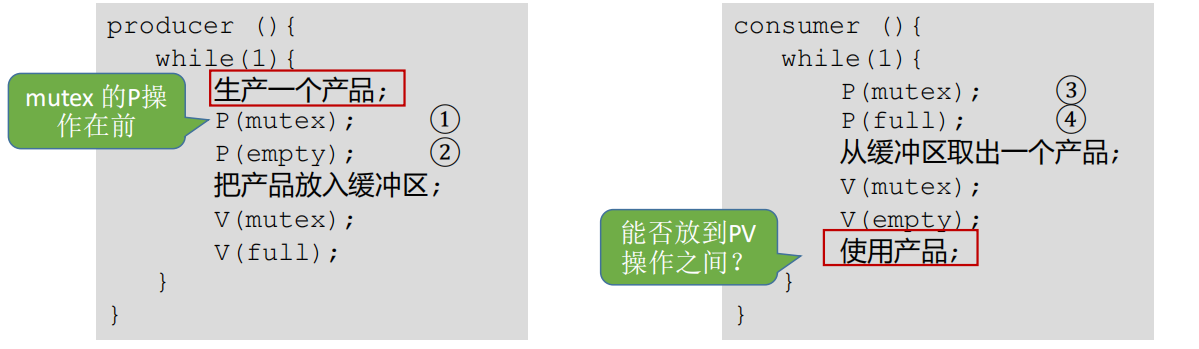 producer (){
while(1){
生产一个产品;
P(mutex); ①
P(empty); ②
把产品放入缓冲区;
V(mutex);
V(full);
}
}
mutex 的P操
作在前
consumer (){
while(1){
P(mutex); ③
P(full); ④
从缓冲区取出一个产品;
V(mutex);
V(empty);
使用产品;
}
}
能否放到PV
操作之间?